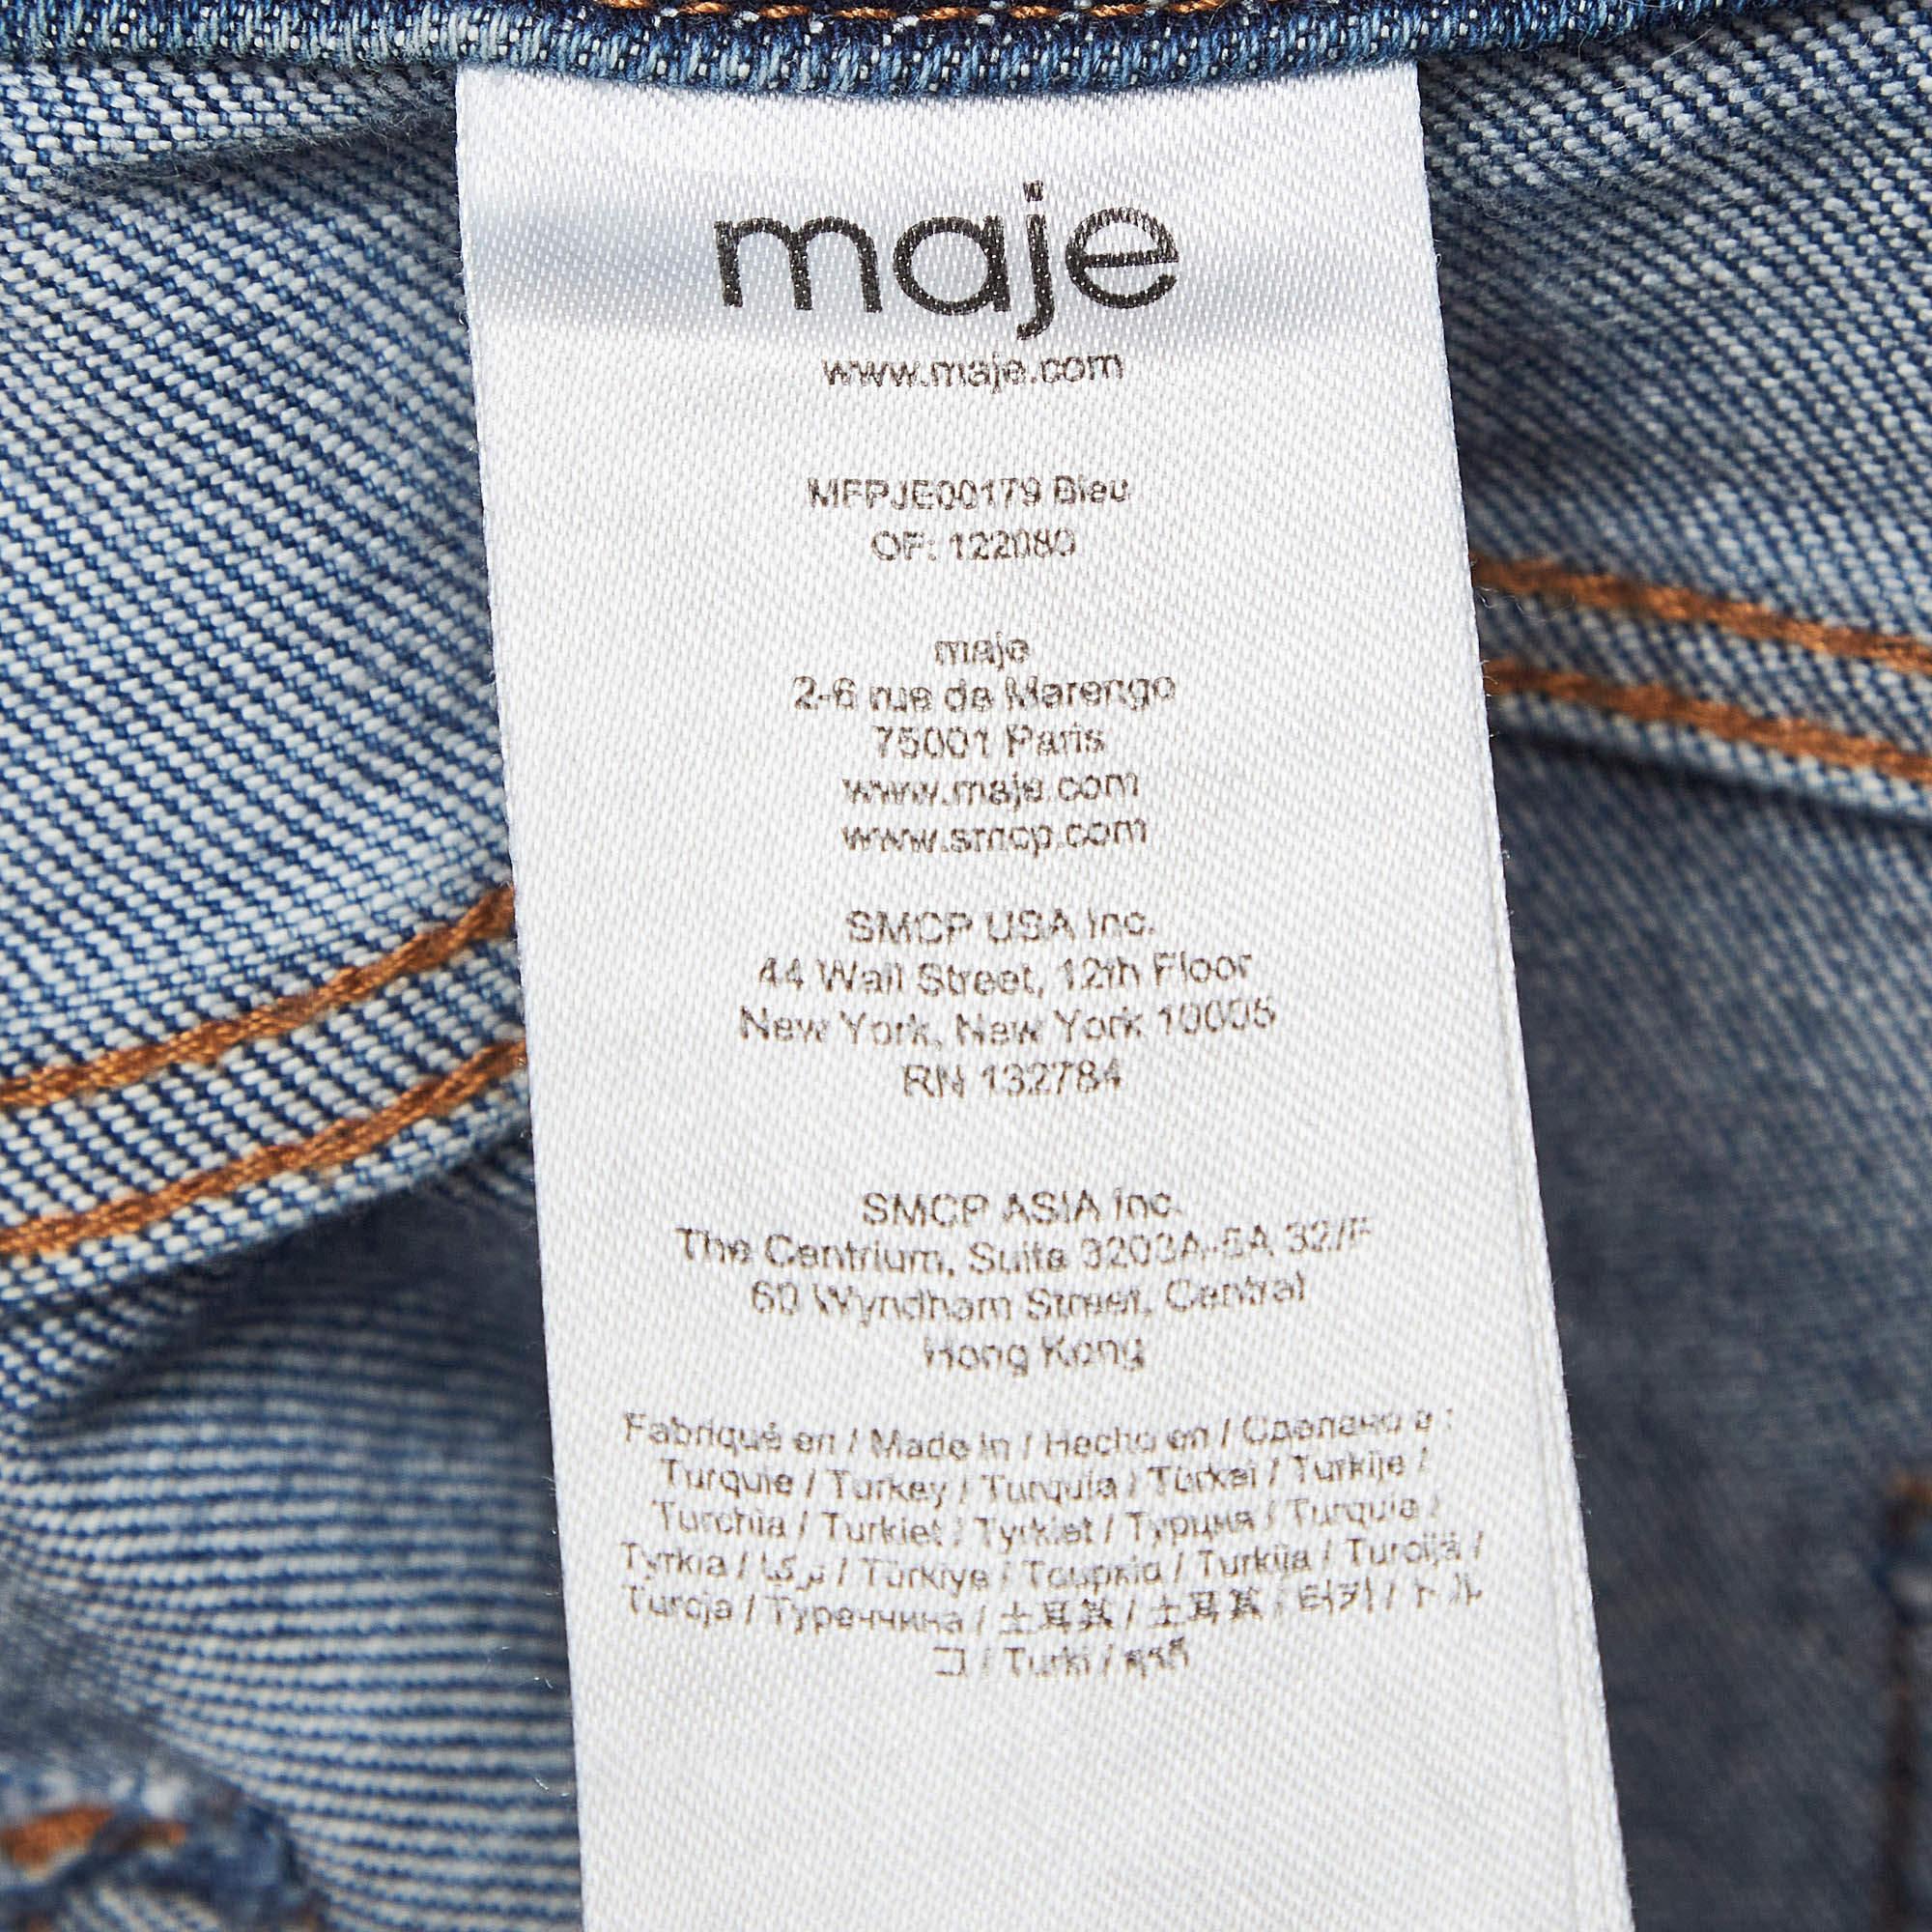 maje
www.maje.com
MFPJE00179 Bleu
OF: 122080
maje
2-6 rue de Marengo
75001 Paris
www.maje.com
www.smcp.com
SMCP USA Inc.
44 Wall Street, 12th Floor
New York, New York 10005
RN 132784
SMCP ASIA Inc.
The Centrium, Suite 3203A-5A 32/F
60 Wyndham Street, Central
Hong Kong
Fabriqué en / Made in / Hecho en / Сделано в :
Turquie / Turkey / Turquía / Türkei / Turkije /
Turchia / Turkiet / Tyrkiet / Турция / Turquia /
Tyrkia / تركيا / Türkiye / Τουρκία / Turkija / Turcijā /
Turcja / Туреччина / 土耳其 / 土耳其 / 터키 / トル
コ / Turki /